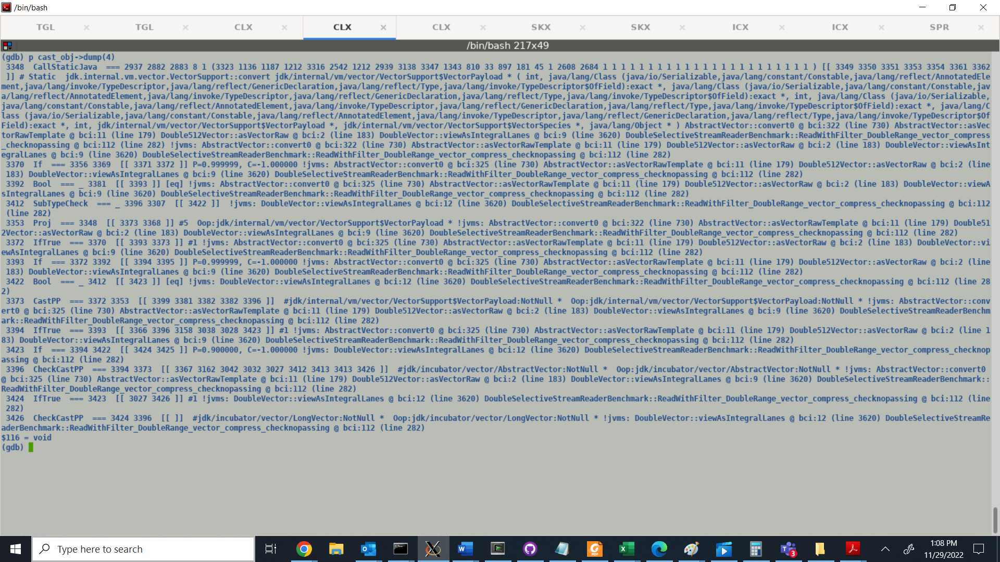 /bin/bash
TGL TGL CLX CLX CLX SKX SKX ICX ICX SPR
/bin/bash 217x49
(gdb) p cast_obj->dump(4)
3348 CallStaticJava === 2937 2882 2883 8 1 (3323 1136 1187 1212 3316 2542 1212 2939 3138 3347 1343 810 33 897 181 45 1 2608 2684 1 1 1 1 1 1 1 1 1 1 1 1 1 1 1 1 1 1 1 ) [[ 3349 3350 3351 3353 3354 3361 3362
]] # Static jdk.internal.vm.vector.VectorSupport::convert jdk/internal/vm/vector/VectorSupport$VectorPayload * ( int, java/lang/Class (java/io/Serializable,java/lang/constant/Constable,java/lang/reflect/AnnotatedEle
ment,java/lang/invoke/TypeDescriptor,java/lang/reflect/GenericDeclaration,java/lang/reflect/Type,java/lang/invoke/TypeDescriptor$OfField):exact *, java/lang/Class (java/io/Serializable,java/lang/constant/Constable,jav
a/lang/reflect/AnnotatedElement,java/lang/invoke/TypeDescriptor,java/lang/reflect/GenericDeclaration,java/lang/reflect/Type,java/lang/invoke/TypeDescriptor$OfField):exact *, int, java/lang/Class (java/io/Serializable,
java/lang/constant/Constable,java/lang/reflect/AnnotatedElement,java/lang/invoke/TypeDescriptor,java/lang/reflect/GenericDeclaration,java/lang/reflect/Type,java/lang/invoke/TypeDescriptor$OfField):exact *, java/lang/C
lass (java/io/Serializable,java/lang/constant/Constable,java/lang/reflect/AnnotatedElement,java/lang/invoke/TypeDescriptor,java/lang/reflect/GenericDeclaration,java/lang/reflect/Type,java/lang/invoke/TypeDescriptor$Of
Field):exact *, int, jdk/internal/vm/vector/VectorSupport$VectorPayload *, jdk/internal/vm/vector/VectorSupport$VectorSpecies *, java/lang/Object * ) AbstractVector::convert0 @ bci:322 (line 730) AbstractVector::asVec
torRawTemplate @ bci:11 (line 179) Double512Vector::asVectorRaw @ bci:2 (line 183) DoubleVector::viewAsIntegralLanes @ bci:9 (line 3620) DoubleSelectiveStreamReaderBenchmark::ReadWithFilter_DoubleRange_vector_compress
_checknopassing @ bci:112 (line 282) !jvms: AbstractVector::convert0 @ bci:322 (line 730) AbstractVector::asVectorRawTemplate @ bci:11 (line 179) Double512Vector::asVectorRaw @ bci:2 (line 183) DoubleVector::viewAsInt
egralLanes @ bci:9 (line 3620) DoubleSelectiveStreamReaderBenchmark::ReadWithFilter_DoubleRange_vector_compress_checknopassing @ bci:112 (line 282)
3370 If === 3356 3369 [[ 3371 3372 ]] P=0.999999, C=-1.000000 !jvms: AbstractVector::convert0 @ bci:325 (line 730) AbstractVector::asVectorRawTemplate @ bci:11 (line 179) Double512Vector::asVectorRaw @ bci:2 (line
183) DoubleVector::viewAsIntegralLanes @ bci:9 (line 3620) DoubleSelectiveStreamReaderBenchmark::ReadWithFilter_DoubleRange_vector_compress_checknopassing @ bci:112 (line 282)
3392 Bool === _ 3381 [[ 3393 ]] [eq] !jvms: AbstractVector::convert0 @ bci:325 (line 730) AbstractVector::asVectorRawTemplate @ bci:11 (line 179) Double512Vector::asVectorRaw @ bci:2 (line 183) DoubleVector::viewA
sIntegralLanes @ bci:9 (line 3620) DoubleSelectiveStreamReaderBenchmark::ReadWithFilter_DoubleRange_vector_compress_checknopassing @ bci:112 (line 282)
3412 SubTypeCheck === _ 3396 3307 [[ 3422 ]] !jvms: DoubleVector::viewAsIntegralLanes @ bci:12 (line 3620) DoubleSelectiveStreamReaderBenchmark::ReadWithFilter_DoubleRange_vector_compress_checknopassing @ bci:112
(line 282)
3353 Proj === 3348 [[ 3373 3368 ]] #5 Oop:jdk/internal/vm/vector/VectorSupport$VectorPayload * !jvms: AbstractVector::convert0 @ bci:322 (line 730) AbstractVector::asVectorRawTemplate @ bci:11 (line 179) Double51
2Vector::asVectorRaw @ bci:2 (line 183) DoubleVector::viewAsIntegralLanes @ bci:9 (line 3620) DoubleSelectiveStreamReaderBenchmark::ReadWithFilter_DoubleRange_vector_compress_checknopassing @ bci:112 (line 282)
3372 IfTrue === 3370 [[ 3393 3373 ]] #1 !jvms: AbstractVector::convert0 @ bci:325 (line 730) AbstractVector::asVectorRawTemplate @ bci:11 (line 179) Double512Vector::asVectorRaw @ bci:2 (line 183) DoubleVector::vi
ewAsIntegralLanes @ bci:9 (line 3620) DoubleSelectiveStreamReaderBenchmark::ReadWithFilter_DoubleRange_vector_compress_checknopassing @ bci:112 (line 282)
3393 If === 3372 3392 [[ 3394 3395 ]] P=0.999999, C=-1.000000 !jvms: AbstractVector::convert0 @ bci:325 (line 730) AbstractVector::asVectorRawTemplate @ bci:11 (line 179) Double512Vector::asVectorRaw @ bci:2 (line
183) DoubleVector::viewAsIntegralLanes @ bci:9 (line 3620) DoubleSelectiveStreamReaderBenchmark::ReadWithFilter_DoubleRange_vector_compress_checknopassing @ bci:112 (line 282)
3422 Bool === _ 3412 [[ 3423 ]] [eq] !jvms: DoubleVector::viewAsIntegralLanes @ bci:12 (line 3620) DoubleSelectiveStreamReaderBenchmark::ReadWithFilter_DoubleRange_vector_compress_checknopassing @ bci:112 (line 28
2)
3373 CastPP === 3372 3353 [[ 3399 3381 3382 3382 3396 ]] #jdk/internal/vm/vector/VectorSupport$VectorPayload:NotNull * Oop:jdk/internal/vm/vector/VectorSupport$VectorPayload:NotNull * !jvms: AbstractVector::conv
ert0 @ bci:325 (line 730) AbstractVector::asVectorRawTemplate @ bci:11 (line 179) Double512Vector::asVectorRaw @ bci:2 (line 183) DoubleVector::viewAsIntegralLanes @ bci:9 (line 3620) DoubleSelectiveStreamReaderBenchm
ark::ReadWithFilter_DoubleRange_vector_compress_checknopassing @ bci:112 (line 282)
3394 IfTrue === 3393 [[ 3366 3396 3158 3038 3028 3423 ]] #1 !jvms: AbstractVector::convert0 @ bci:325 (line 730) AbstractVector::asVectorRawTemplate @ bci:11 (line 179) Double512Vector::asVectorRaw @ bci:2 (line 1
83) DoubleVector::viewAsIntegralLanes @ bci:9 (line 3620) DoubleSelectiveStreamReaderBenchmark::ReadWithFilter_DoubleRange_vector_compress_checknopassing @ bci:112 (line 282)
3423 If === 3394 3422 [[ 3424 3425 ]] P=0.900000, C=-1.000000 !jvms: DoubleVector::viewAsIntegralLanes @ bci:12 (line 3620) DoubleSelectiveStreamReaderBenchmark::ReadWithFilter_DoubleRange_vector_compress_checknop
assing @ bci:112 (line 282)
3396 CheckCastPP === 3394 3373 [[ 3367 3162 3042 3032 3027 3412 3413 3413 3426 ]] #jdk/incubator/vector/AbstractVector:NotNull * Oop:jdk/incubator/vector/AbstractVector:NotNull * !jvms: AbstractVector::convert0
@ bci:325 (line 730) AbstractVector::asVectorRawTemplate @ bci:11 (line 179) Double512Vector::asVectorRaw @ bci:2 (line 183) DoubleVector::viewAsIntegralLanes @ bci:9 (line 3620) DoubleSelectiveStreamReaderBenchmark::
ReadWithFilter_DoubleRange_vector_compress_checknopassing @ bci:112 (line 282)
3424 IfTrue === 3423 [[ 3027 3426 ]] #1 !jvms: DoubleVector::viewAsIntegralLanes @ bci:12 (line 3620) DoubleSelectiveStreamReaderBenchmark::ReadWithFilter_DoubleRange_vector_compress_checknopassing @ bci:112 (line
282)
3426 CheckCastPP === 3424 3396 [[ ]] #jdk/incubator/vector/LongVector:NotNull * Oop:jdk/incubator/vector/LongVector:NotNull * !jvms: DoubleVector::viewAsIntegralLanes @ bci:12 (line 3620) DoubleSelectiveStreamRe
aderBenchmark::ReadWithFilter_DoubleRange_vector_compress_checknopassing @ bci:112 (line 282)
$116 = void
(gdb)
Type here to search
1:08 PM
11/29/2022
3